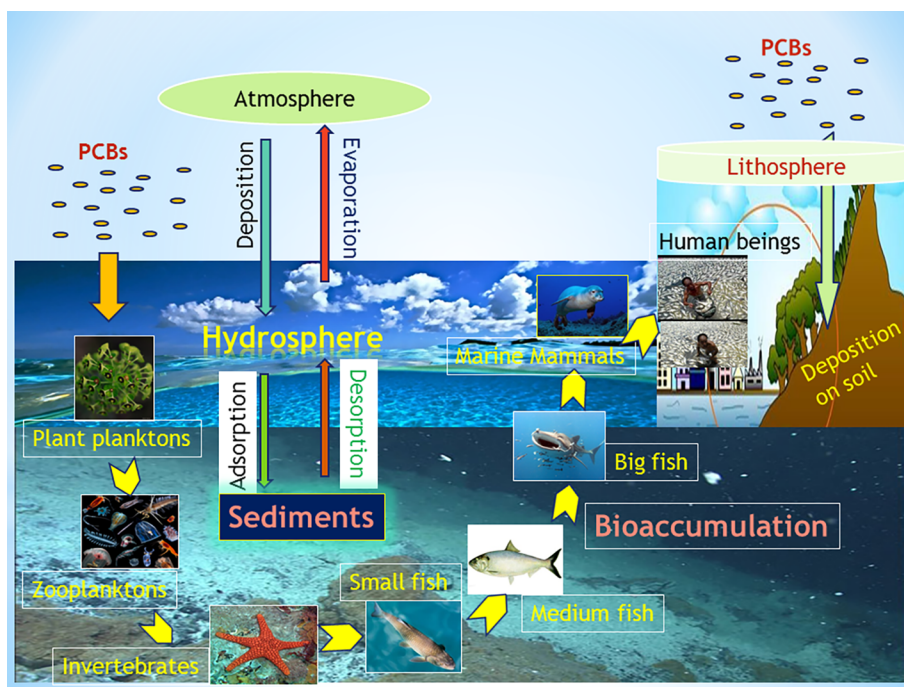 PCBs
Atmosphere
PCBs
Deposition
Evaporation
Lithosphere
Human beings
Hydrosphere
Marine Mammals
Deposition
on soil
Plant planktons
Adsorption
Desorption
Big fish
Sediments
Bioaccumulation
Zooplanktons
Small fish
Medium fish
Invertebrates